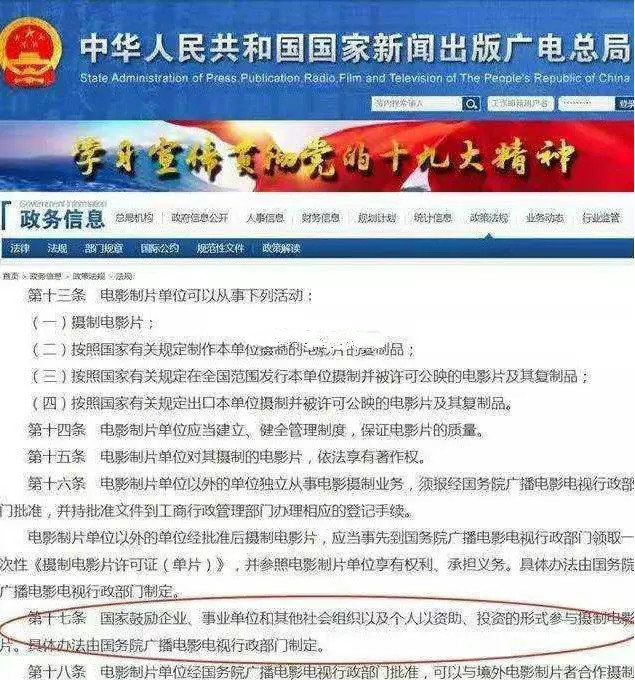 中华人民共和国国家新闻出版广电总局
State Administration of Press,Publication,Radio,Film and Television of The People's Republic of China
工作邮箱用户名 登录
学习宣传贯彻党的十九大精神
Government Information
政务信息 总局机构 政府信息公开 人事信息 财务信息 规划计划 统计信息 政策法规 业务动态 行业监管
法律 法规 部门规章 国际公约 规范性文件 政策解读
首页 > 政务信息 > 政策法规 > 法规
第十三条 电影制片单位可以从事下列活动：
（一）摄制电影片；
（二）按照国家有关规定制作本单位摄制的电影片的复制品；
（三）按照国家有关规定在全国范围发行本单位摄制并被许可公映的电影片及其复制品；
（四）按照国家有关规定出口本单位摄制并被许可公映的电影片及其复制品。
第十四条 电影制片单位应当建立、健全管理制度，保证电影片的质量。
第十五条 电影制片单位对其摄制的电影片，依法享有著作权。
第十六条 电影制片单位以外的单位独立从事电影摄制业务，须报经国务院广播电影电视行政部
门批准，并持批准文件到工商行政管理部门办理相应的登记手续。
电影制片单位以外的单位经批准后摄制电影片，应当事先到国务院广播电影电视行政部门领取一
次性《摄制电影片许可证（单片）》，并参照电影制片单位享有权利、承担义务。具体办法由国务院
广播电影电视行政部门制定。
第十七条 国家鼓励企业、事业单位和其他社会组织以及个人以资助、投资的形式参与摄制电影
片。具体办法由国务院广播电影电视行政部门制定。
第十八条 电影制片单位经国务院广播电影电视行政部门批准，可以与境外电影制片者合作摄制